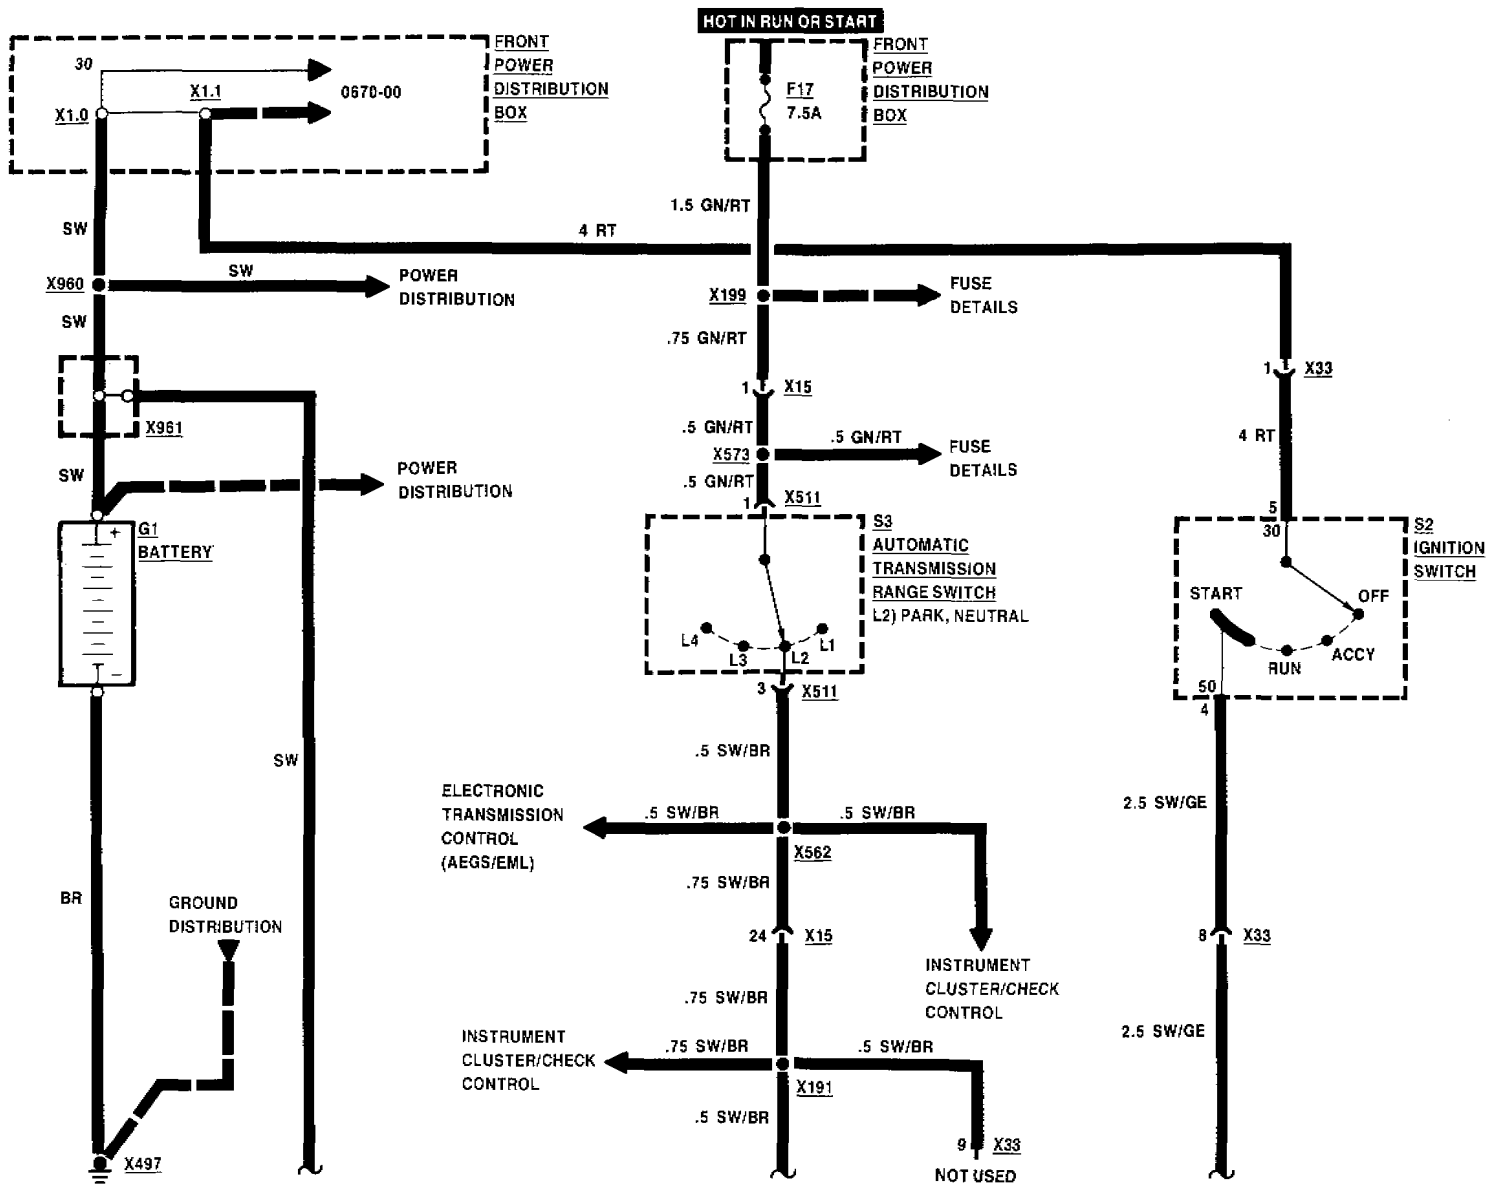 HOT IN RUN OR START
FRONT
POWER
DISTRIBUTION
BOX
30
X1.1
X1.0
0670-00
F17
7.5A
FRONT
POWER
DISTRIBUTION
BOX
SW
1.5 GN/RT
4 RT
X960
SW
POWER
DISTRIBUTION
X199
FUSE
DETAILS
SW
.75 GN/RT
1 X15
1 X33
X961
.5 GN/RT
.5 GN/RT
4 RT
X573
FUSE
DETAILS
SW
POWER
DISTRIBUTION
.5 GN/RT
1 X511
5
30
G1
BATTERY
+
-
S3
AUTOMATIC
TRANSMISSION
RANGE SWITCH
L2) PARK, NEUTRAL
L4
L3
L2
L1
S2
IGNITION
SWITCH
START
OFF
RUN
ACCY
3 X511
50
4
.5 SW/BR
SW
ELECTRONIC
TRANSMISSION
CONTROL
(AEGS/EML)
.5 SW/BR
.5 SW/BR
2.5 SW/GE
X562
.75 SW/BR
BR
GROUND
DISTRIBUTION
24 X15
8 X33
INSTRUMENT
CLUSTER/CHECK
CONTROL
.75 SW/BR
2.5 SW/GE
INSTRUMENT
CLUSTER/CHECK
CONTROL
.75 SW/BR
.5 SW/BR
X191
.5 SW/BR
X497
9 X33
NOT USED